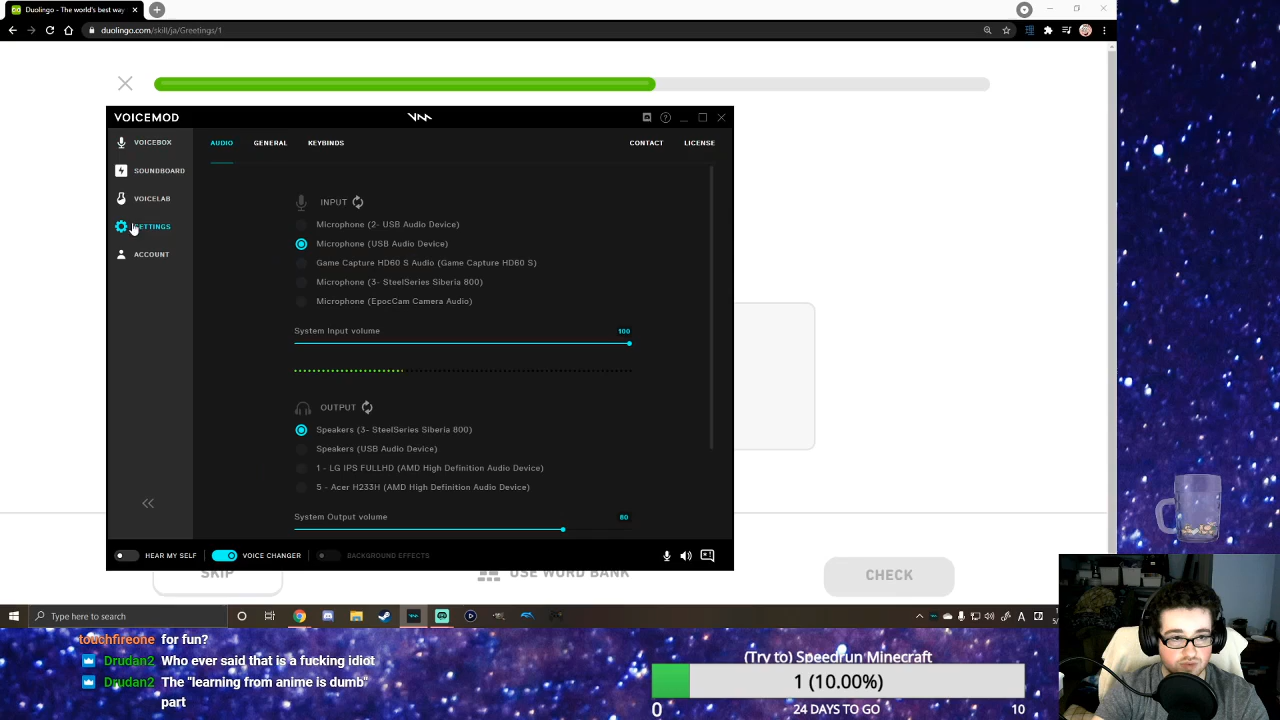 Duolingo - The world's best way
duolingo.com/skill/ja/Greetings/1
VOICEMOD
VOICEBOX
SOUNDBOARD
VOICELAB
SETTINGS
ACCOUNT
AUDIO
GENERAL
KEYBINDS
CONTACT
LICENSE
INPUT
Microphone (2- USB Audio Device)
Microphone (USB Audio Device)
Game Capture HD60 S Audio (Game Capture HD60 S)
Microphone (3- SteelSeries Siberia 800)
Microphone (EpocCam Camera Audio)
System Input volume 100
OUTPUT
Speakers (3- SteelSeries Siberia 800)
Speakers (USB Audio Device)
1 - LG IPS FULLHD (AMD High Definition Audio Device)
5 - Acer H233H (AMD High Definition Audio Device)
System Output volume 80
HEAR MY SELF
VOICE CHANGER
BACKGROUND EFFECTS
SKIP
USE WORD BANK
CHECK
Type here to search
A
touchfireone for fun?
Drudan2 Who ever said that is a fucking idiot
Drudan2 The "learning from anime is dumb"
part
(Try to) Speedrun Minecraft
1 (10.00%)
0 24 DAYS TO GO 10